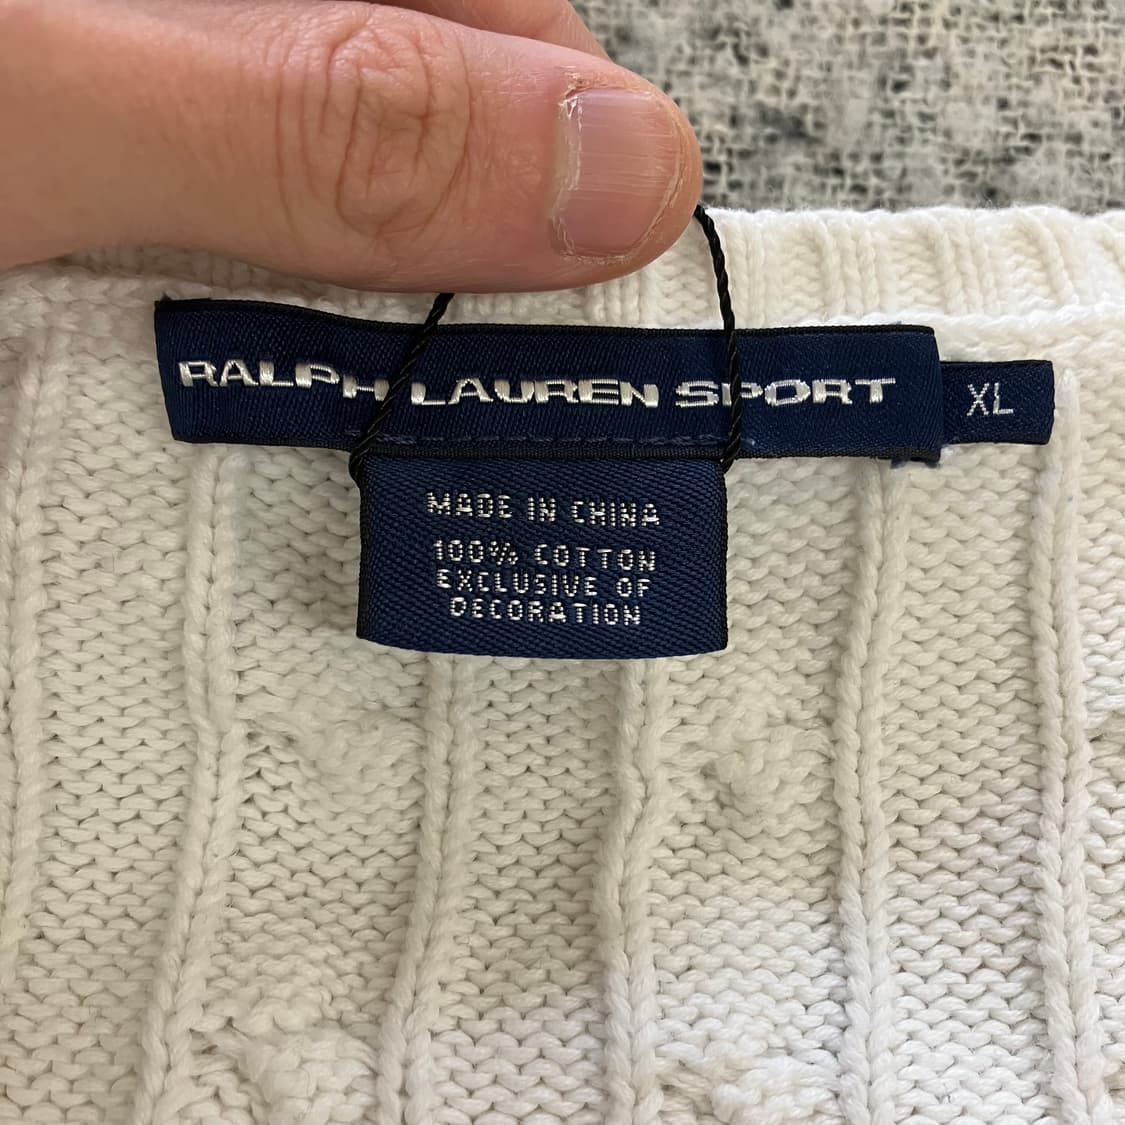 RALPH LAUREN SPORT
XL
MADE IN CHINA
100% COTTON
EXCLUSIVE OF
DECORATION